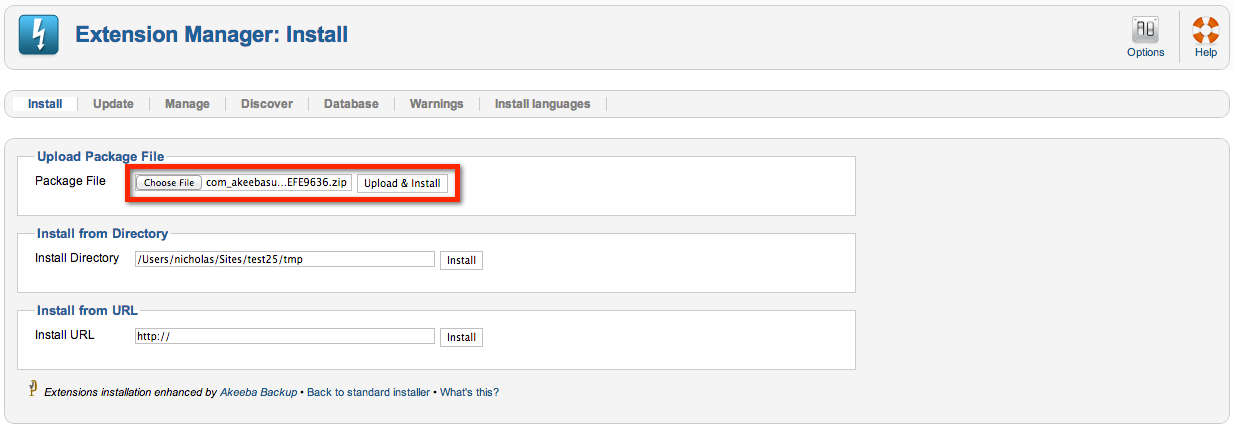 Extension Manager: Install
Options
Help
Install Update Manage Discover Database Warnings Install languages
Upload Package File
Package File Choose File com_akeebasu...EFE9636.zip Upload & Install
Install from Directory
Install Directory /Users/nicholas/Sites/test25/tmp Install
Install from URL
Install URL http:// Install
Extensions installation enhanced by Akeeba Backup • Back to standard installer • What's this?